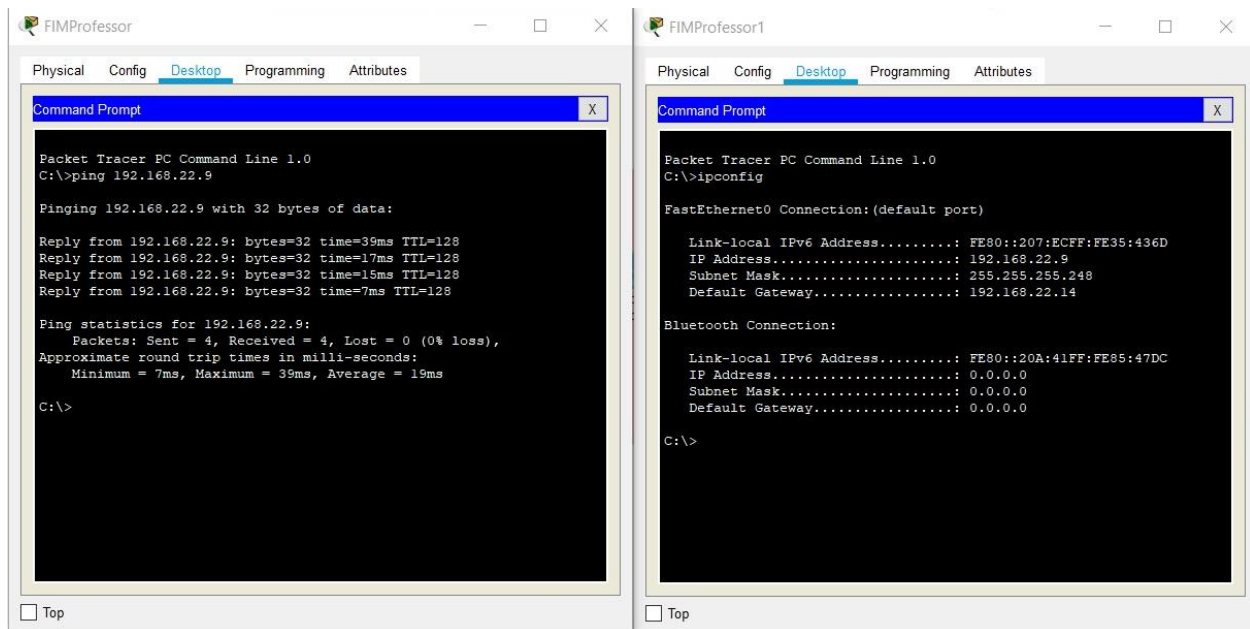 FIMProfessor
Physical Config Desktop Programming Attributes
Command Prompt X
Packet Tracer PC Command Line 1.0
C:\>ping 192.168.22.9
Pinging 192.168.22.9 with 32 bytes of data:
Reply from 192.168.22.9: bytes=32 time=39ms TTL=128
Reply from 192.168.22.9: bytes=32 time=17ms TTL=128
Reply from 192.168.22.9: bytes=32 time=15ms TTL=128
Reply from 192.168.22.9: bytes=32 time=7ms TTL=128
Ping statistics for 192.168.22.9:
Packets: Sent = 4, Received = 4, Lost = 0 (0% loss),
Approximate round trip times in milli-seconds:
Minimum = 7ms, Maximum = 39ms, Average = 19ms
C:\>
Top
FIMProfessor1
Physical Config Desktop Programming Attributes
Command Prompt X
Packet Tracer PC Command Line 1.0
C:\>ipconfig
FastEthernet0 Connection:(default port)
Link-local IPv6 Address.........: FE80::207:ECFF:FE35:436D
IP Address......................: 192.168.22.9
Subnet Mask.....................: 255.255.255.248
Default Gateway.................: 192.168.22.14
Bluetooth Connection:
Link-local IPv6 Address.........: FE80::20A:41FF:FE85:47DC
IP Address......................: 0.0.0.0
Subnet Mask.....................: 0.0.0.0
Default Gateway.................: 0.0.0.0
C:\>
Top